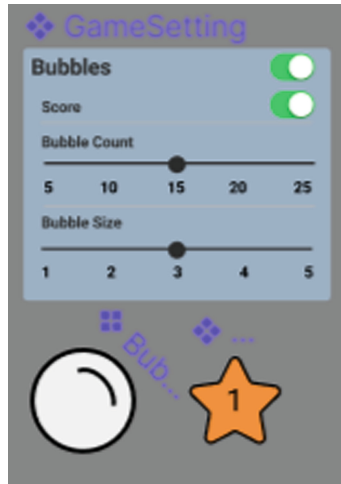 GameSetting
Bubbles
Score
Bubble Count
5 10 15 20 25
Bubble Size
1 2 3 4 5
Bub...
...
1